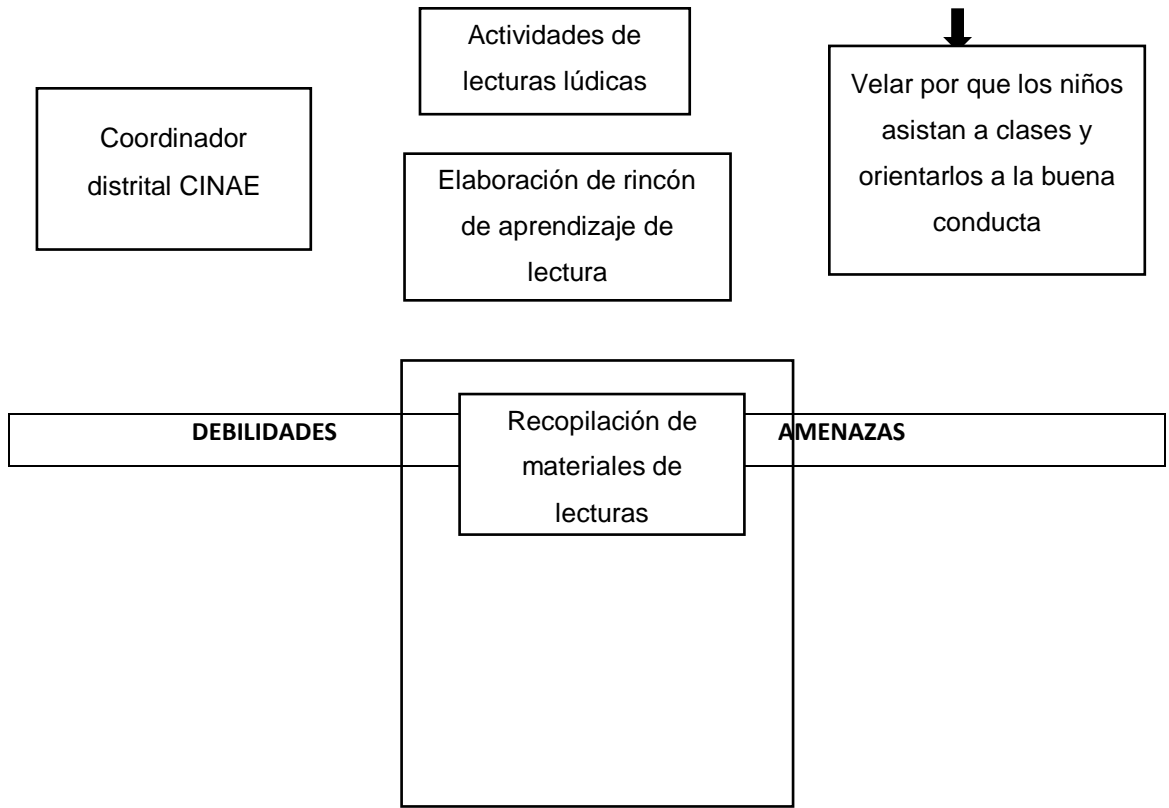 Actividades de
lecturas lúdicas
Velar por que los niños
asistan a clases y
orientarlos a la buena
conducta
Coordinador
distrital CINAE
Elaboración de rincón
de aprendizaje de
lectura
DEBILIDADES
Recopilación de
materiales de
lecturas
AMENAZAS